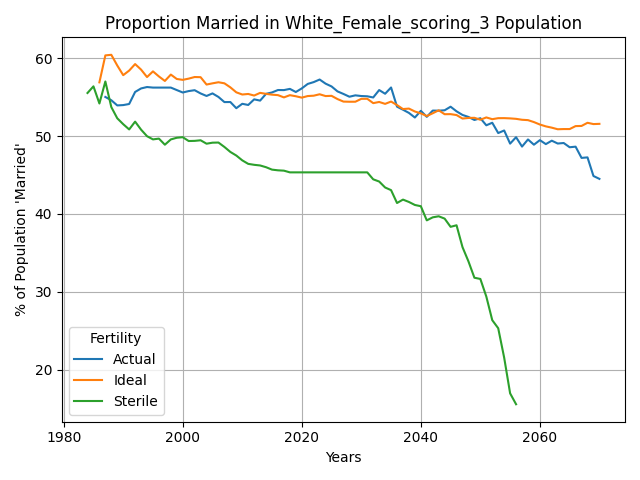 Proportion Married in White_Female_scoring_3 Population
% of Population 'Married'
60
50
40
30
20
Fertility
Actual
Ideal
Sterile
1980
2000
2020
2040
2060
Years